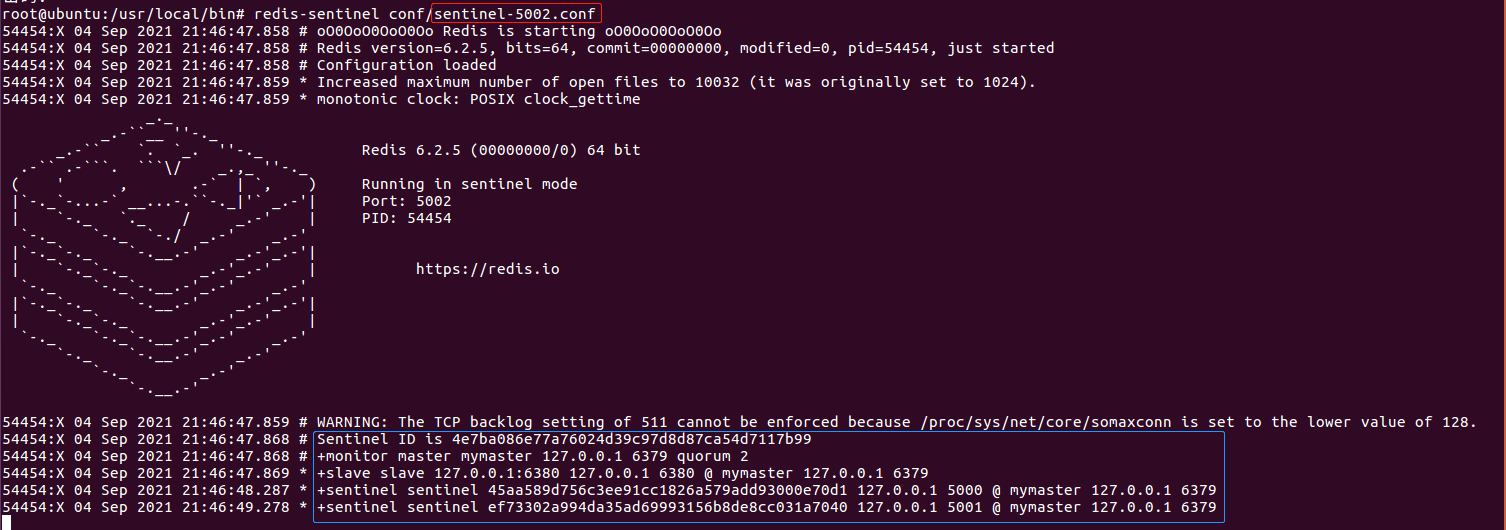 root@ubuntu:/usr/local/bin# redis-sentinel conf/sentinel-5002.conf
54454:X 04 Sep 2021 21:46:47.858 # oO0OoO0OoO0Oo Redis is starting oO0OoO0OoO0Oo
54454:X 04 Sep 2021 21:46:47.858 # Redis version=6.2.5, bits=64, commit=00000000, modified=0, pid=54454, just started
54454:X 04 Sep 2021 21:46:47.858 # Configuration loaded
54454:X 04 Sep 2021 21:46:47.859 * Increased maximum number of open files to 10032 (it was originally set to 1024).
54454:X 04 Sep 2021 21:46:47.859 * monotonic clock: POSIX clock_gettime
Redis 6.2.5 (00000000/0) 64 bit
Running in sentinel mode
Port: 5002
PID: 54454
https://redis.io
54454:X 04 Sep 2021 21:46:47.859 # WARNING: The TCP backlog setting of 511 cannot be enforced because /proc/sys/net/core/somaxconn is set to the lower value of 128.
54454:X 04 Sep 2021 21:46:47.868 # Sentinel ID is 4e7ba086e77a76024d39c97d8d87ca54d7117b99
54454:X 04 Sep 2021 21:46:47.868 # +monitor master mymaster 127.0.0.1 6379 quorum 2
54454:X 04 Sep 2021 21:46:47.869 * +slave slave 127.0.0.1:6380 127.0.0.1 6380 @ mymaster 127.0.0.1 6379
54454:X 04 Sep 2021 21:46:48.287 * +sentinel sentinel 45aa589d756c3ee91cc1826a579add93000e70d1 127.0.0.1 5000 @ mymaster 127.0.0.1 6379
54454:X 04 Sep 2021 21:46:49.278 * +sentinel sentinel ef73302a994da35ad69993156b8de8cc031a7040 127.0.0.1 5001 @ mymaster 127.0.0.1 6379